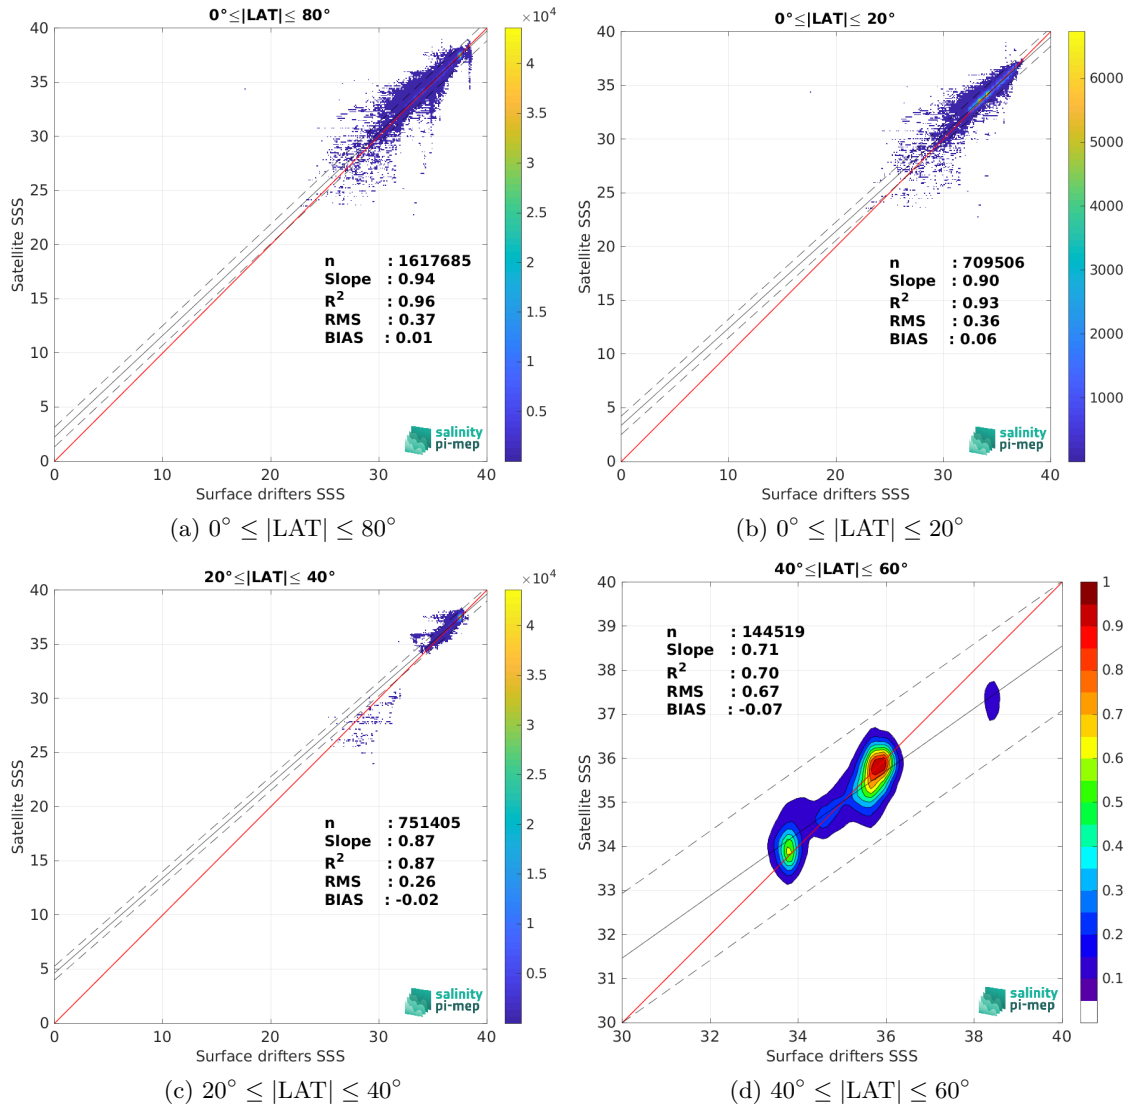 0°≤|LAT|≤ 80°
×10⁴
40
35
30
25
20
15
10
5
0
Satellite SSS
0
10
20
30
40
Surface drifters SSS
4
3.5
3
2.5
2
1.5
1
0.5
n : 1617685
Slope : 0.94
R² : 0.96
RMS : 0.37
BIAS : 0.01
salinity
pi-mep
(a) 0° ≤ |LAT| ≤ 80°
0°≤|LAT|≤ 20°
40
35
30
25
20
15
10
5
0
Satellite SSS
0
10
20
30
40
Surface drifters SSS
6000
5000
4000
3000
2000
1000
n : 709506
Slope : 0.90
R² : 0.93
RMS : 0.36
BIAS : 0.06
salinity
pi-mep
(b) 0° ≤ |LAT| ≤ 20°
20°≤|LAT|≤ 40°
×10⁴
40
35
30
25
20
15
10
5
0
Satellite SSS
0
10
20
30
40
Surface drifters SSS
4
3.5
3
2.5
2
1.5
1
0.5
n : 751405
Slope : 0.87
R² : 0.87
RMS : 0.26
BIAS : -0.02
salinity
pi-mep
(c) 20° ≤ |LAT| ≤ 40°
40°≤|LAT|≤ 60°
40
39
38
37
36
35
34
33
32
31
30
Satellite SSS
30
32
34
36
38
40
Surface drifters SSS
1
0.9
0.8
0.7
0.6
0.5
0.4
0.3
0.2
0.1
n : 144519
Slope : 0.71
R² : 0.70
RMS : 0.67
BIAS : -0.07
salinity
pi-mep
(d) 40° ≤ |LAT| ≤ 60°